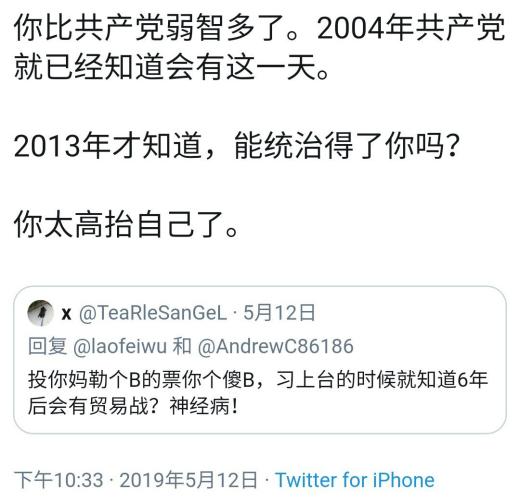 你比共产党弱智多了。2004年共产党
就已经知道会有这一天。
2013年才知道，能统治得了你吗？
你太高抬自己了。
x @TeaRleSanGeL · 5月12日
回复 @laofeiwu 和 @AndrewC86186
投你妈勒个B的票你个傻B，习上台的时候就知道6年
后会有贸易战？神经病！
下午10:33 · 2019年5月12日 · Twitter for iPhone